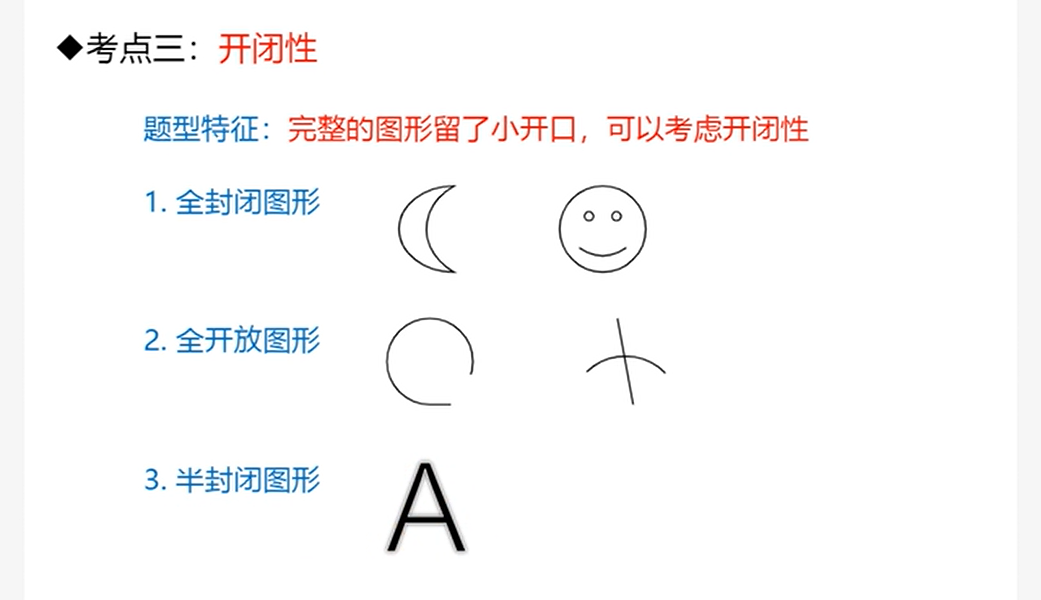 ◆考点三：开闭性
题型特征：完整的图形留了小开口，可以考虑开闭性
1. 全封闭图形
2. 全开放图形
3. 半封闭图形
A